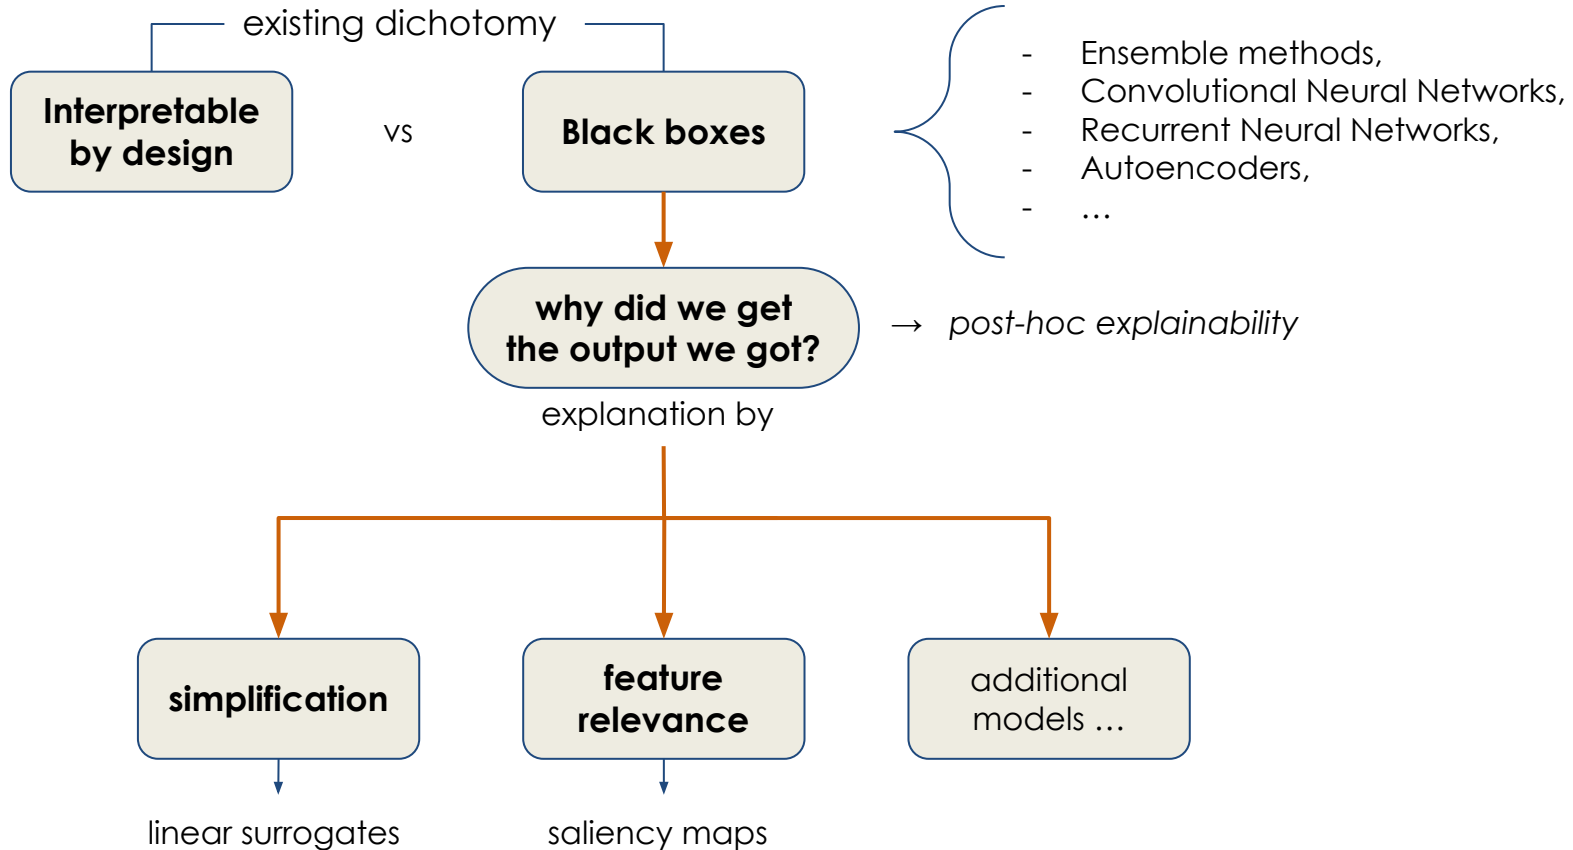 existing dichotomy
Interpretable
by design
vs
Black boxes
- Ensemble methods,
- Convolutional Neural Networks,
- Recurrent Neural Networks,
- Autoencoders,
- …
why did we get
the output we got?
→ post-hoc explainability
explanation by
simplification
feature
relevance
additional
models …
linear surrogates
saliency maps